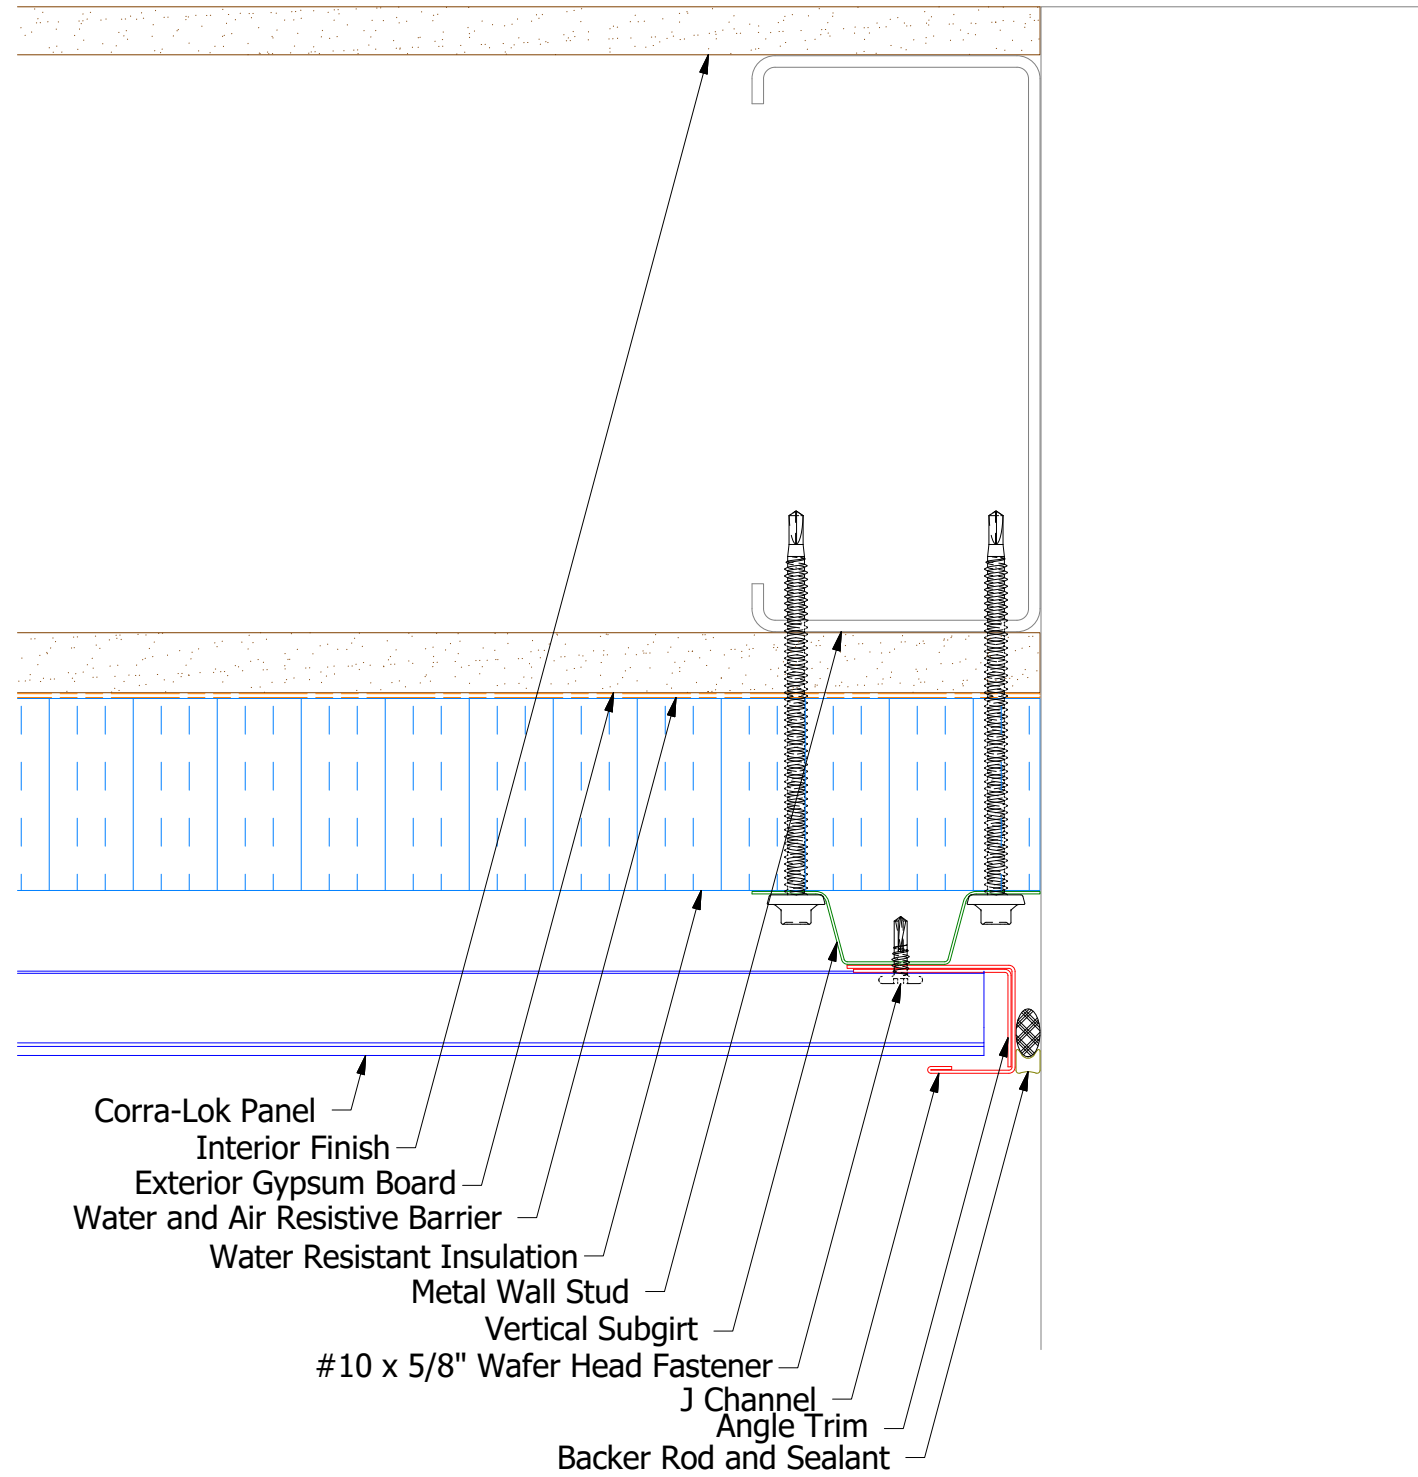 Corra-Lok Panel
Interior Finish
Exterior Gypsum Board
Water and Air Resistive Barrier
Water Resistant Insulation
Metal Wall Stud
Vertical Subgirt
#10 x 5/8" Wafer Head Fastener
J Channel
Angle Trim
Backer Rod and Sealant